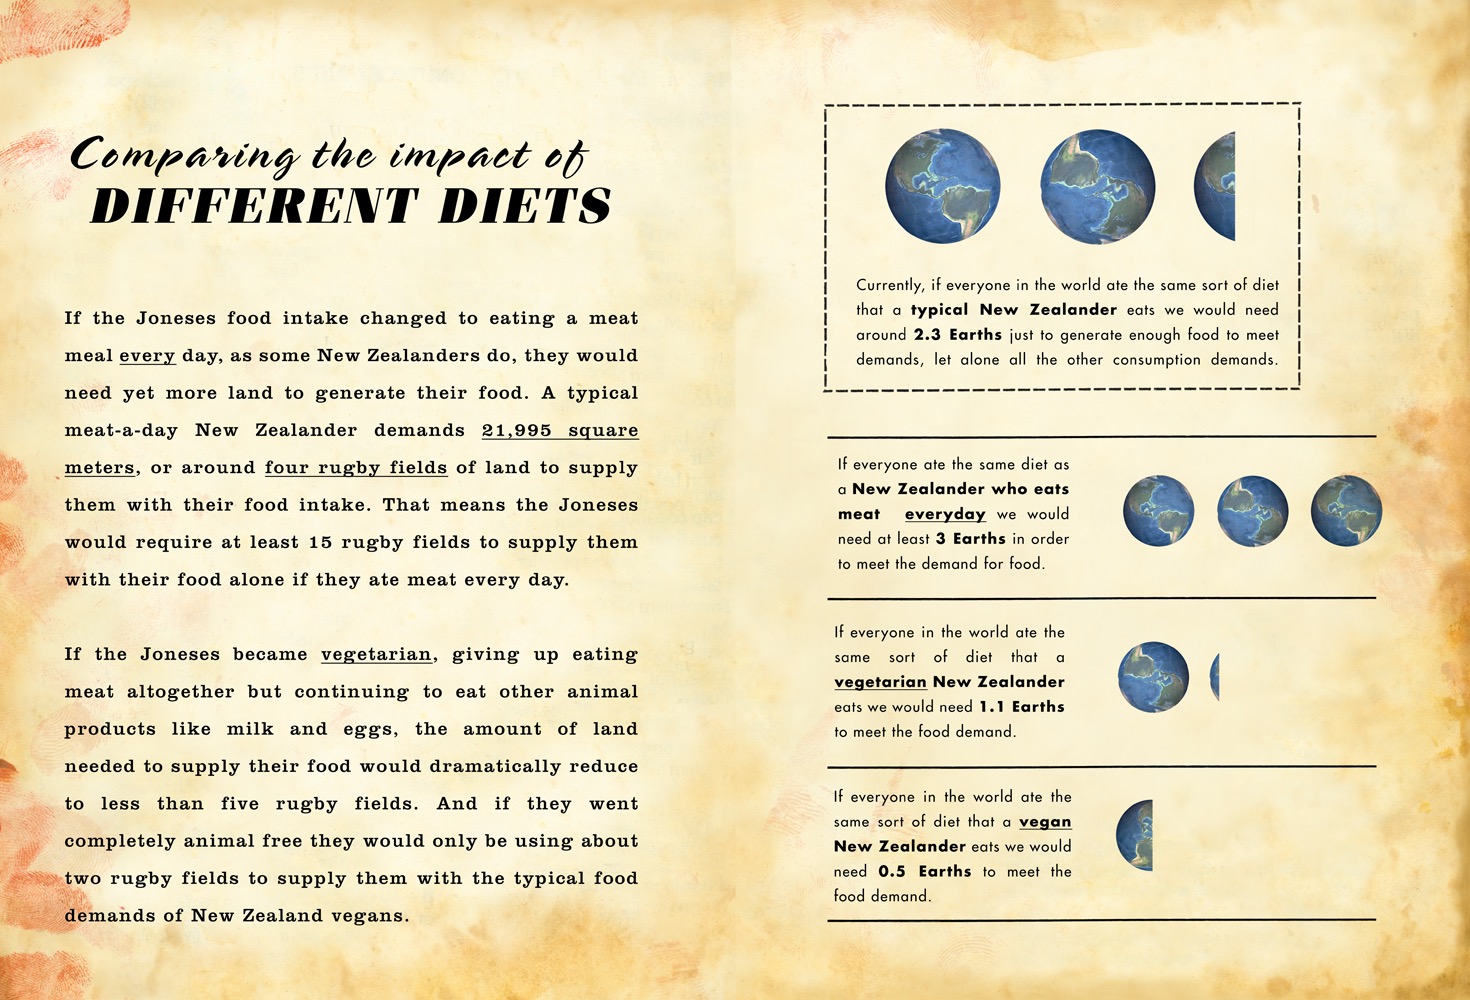 Comparing the impact of
DIFFERENT DIETS
If the Joneses food intake changed to eating a meat
meal every day, as some New Zealanders do, they would
need yet more land to generate their food. A typical
meat-a-day New Zealander demands 21,995 square
meters, or around four rugby fields of land to supply
them with their food intake. That means the Joneses
would require at least 15 rugby fields to supply them
with their food alone if they ate meat every day.
If the Joneses became vegetarian, giving up eating
meat altogether but continuing to eat other animal
products like milk and eggs, the amount of land
needed to supply their food would dramatically reduce
to less than five rugby fields. And if they went
completely animal free they would only be using about
two rugby fields to supply them with the typical food
demands of New Zealand vegans.
Currently, if everyone in the world ate the same sort of diet
that a typical New Zealander eats we would need
around 2.3 Earths just to generate enough food to meet
demands, let alone all the other consumption demands.
If everyone ate the same diet as
a New Zealander who eats
meat everyday we would
need at least 3 Earths in order
to meet the demand for food.
If everyone in the world ate the
same sort of diet that a
vegetarian New Zealander
eats we would need 1.1 Earths
to meet the food demand.
If everyone in the world ate the
same sort of diet that a vegan
New Zealander eats we would
need 0.5 Earths to meet the
food demand.